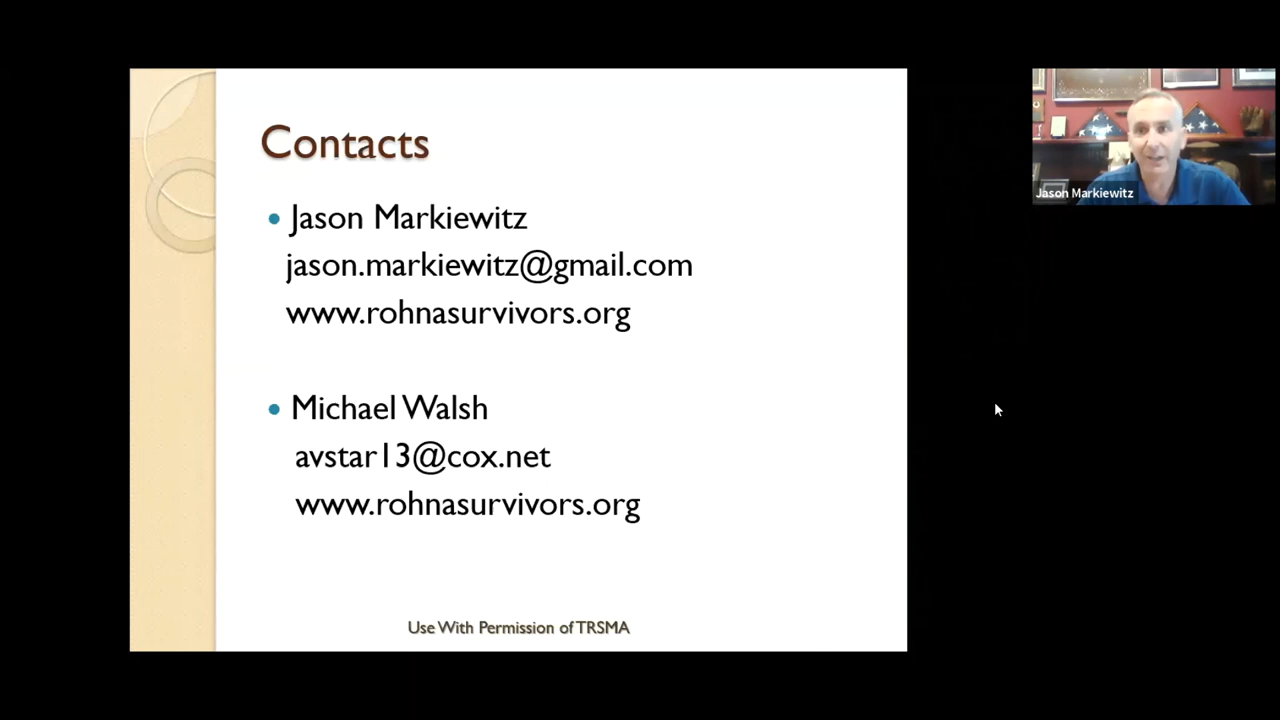 Contacts
Jason Markiewitz
jason.markiewitz@gmail.com
www.rohnasurvivors.org
Michael Walsh
avstar13@cox.net
www.rohnasurvivors.org
Use With Permission of TRSMA
Jason Markiewitz